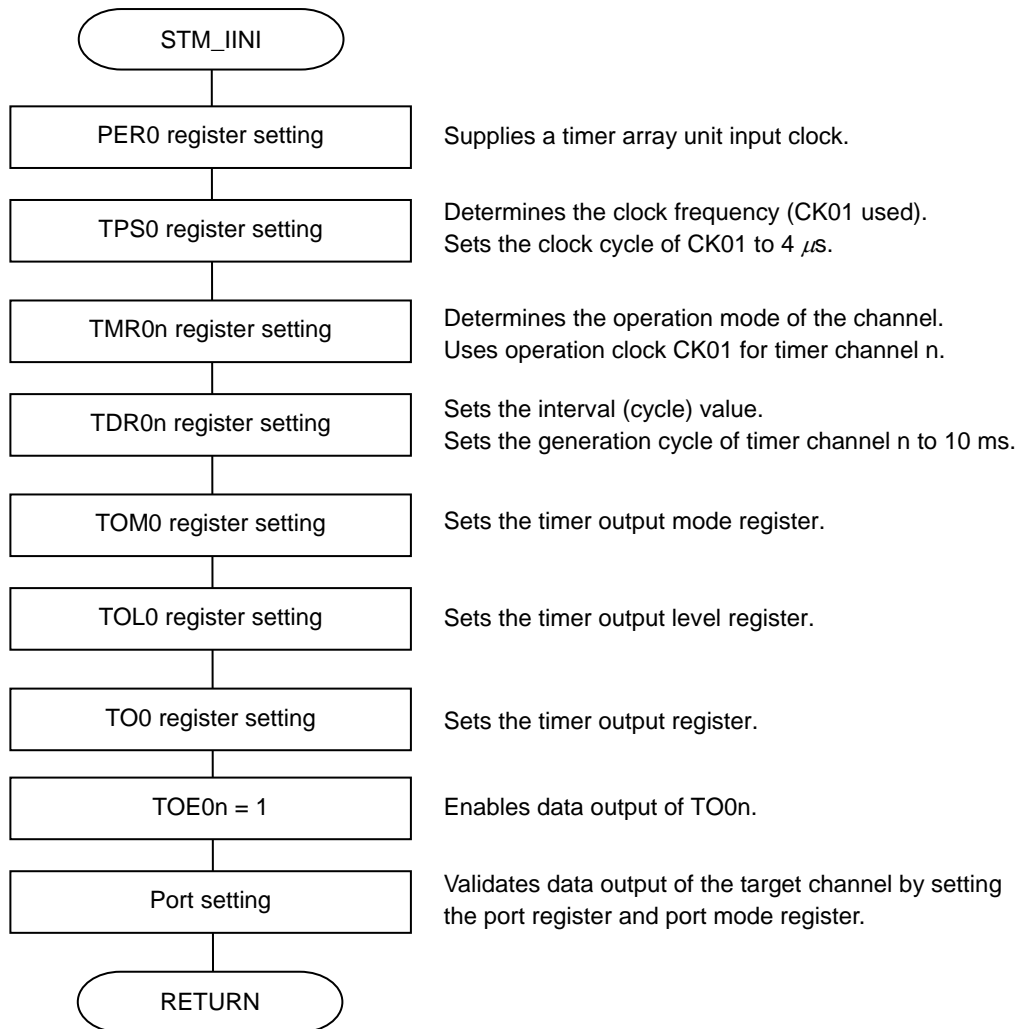 STM_IINI
PER0 register setting
Supplies a timer array unit input clock.
TPS0 register setting
Determines the clock frequency (CK01 used).
Sets the clock cycle of CK01 to 4 μs.
TMR0n register setting
Determines the operation mode of the channel.
Uses operation clock CK01 for timer channel n.
TDR0n register setting
Sets the interval (cycle) value.
Sets the generation cycle of timer channel n to 10 ms.
TOM0 register setting
Sets the timer output mode register.
TOL0 register setting
Sets the timer output level register.
TO0 register setting
Sets the timer output register.
TOE0n = 1
Enables data output of TO0n.
Port setting
Validates data output of the target channel by setting
the port register and port mode register.
RETURN